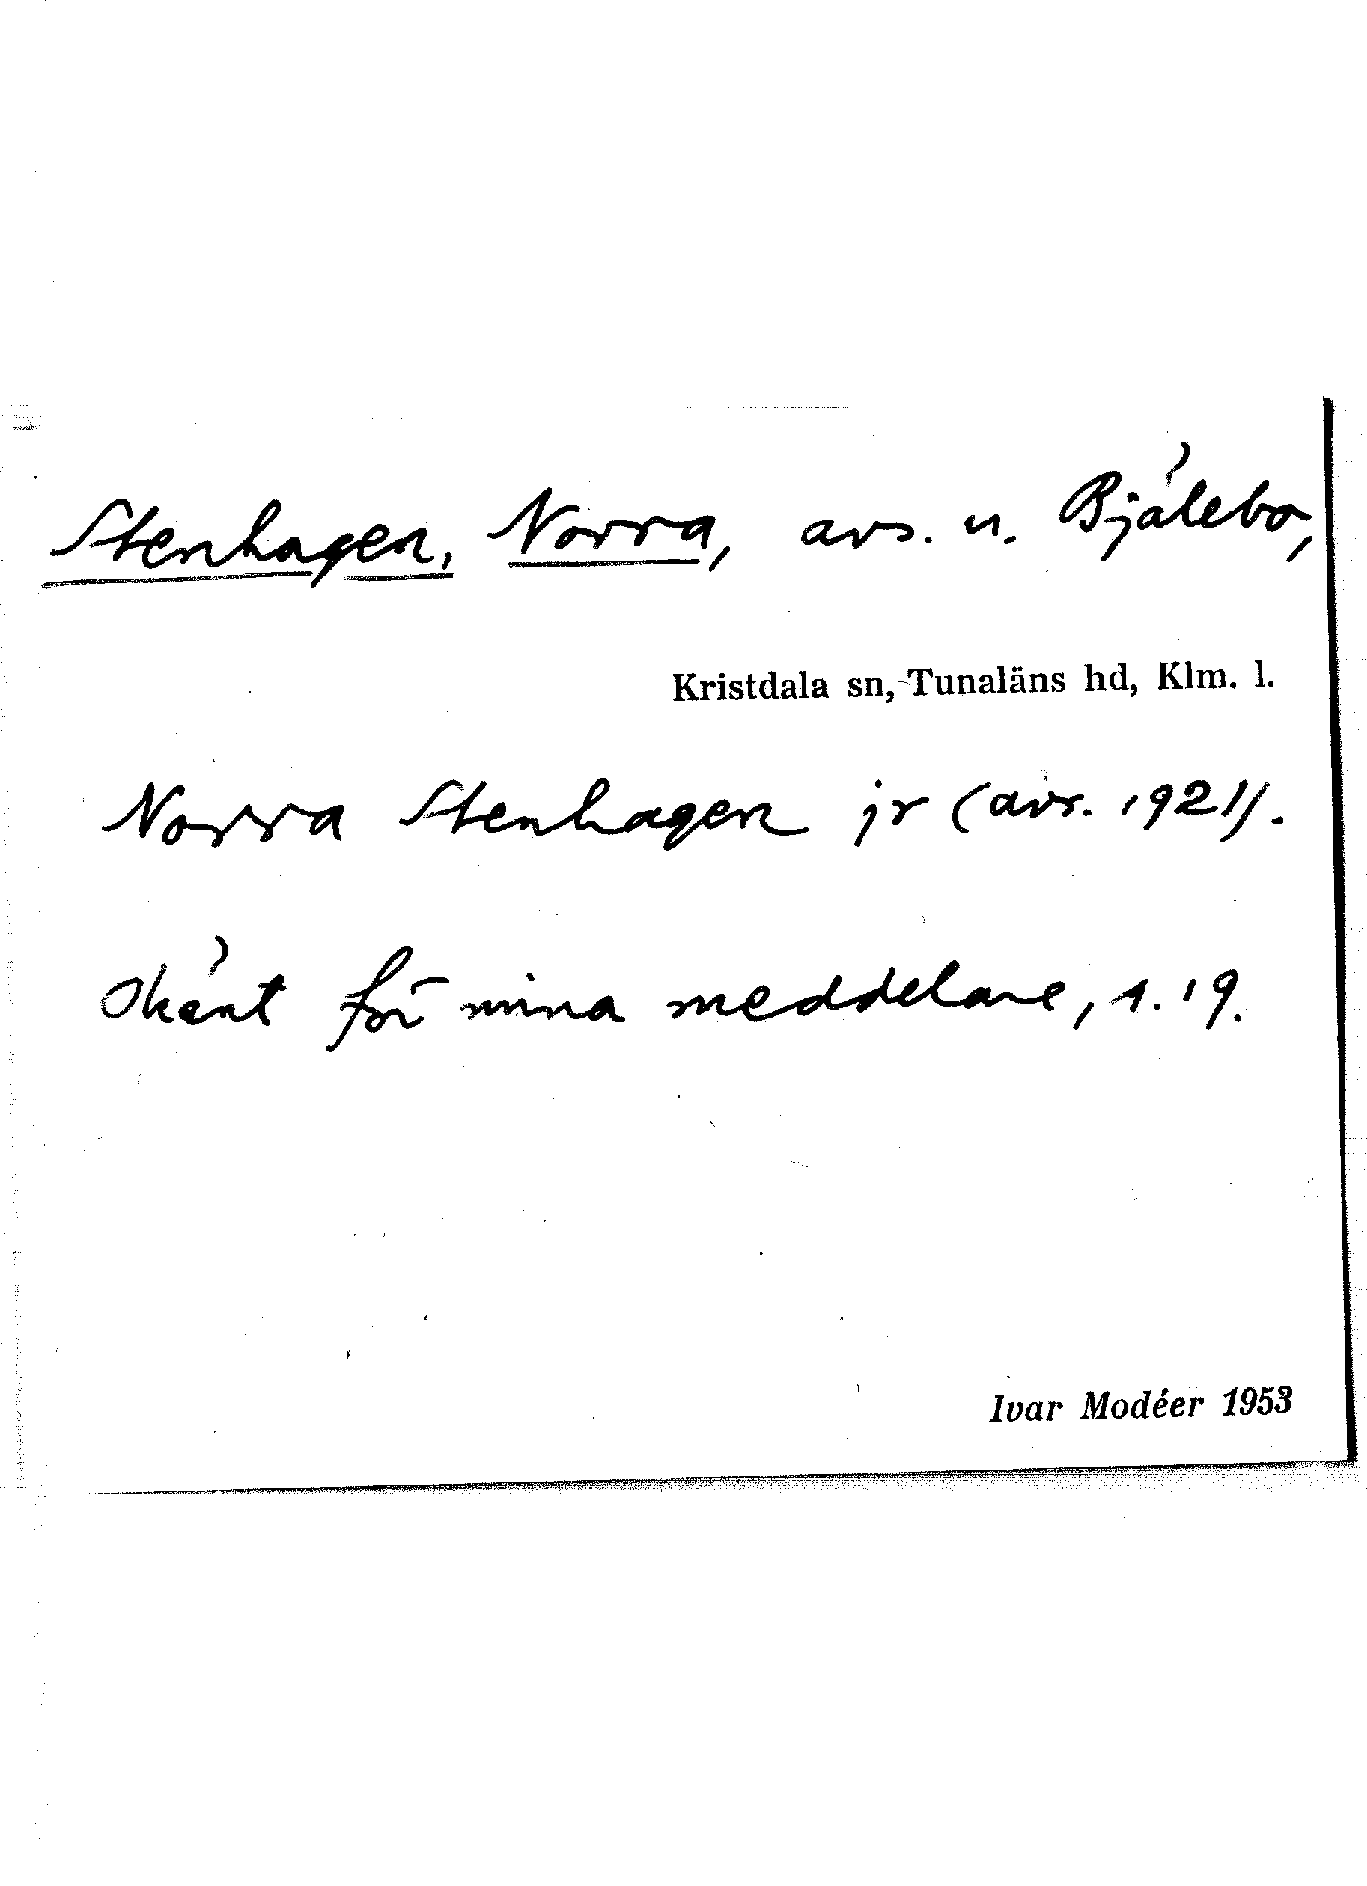 Stenhagen, Norra, avs. u. Bjälebo,
Kristdala sn, Tunaläns hd, Klm. l.
Norra Stenhagen jr (avs. 1921).
Okänt för mina meddelare, s. 19.
Ivar Modéer 1953